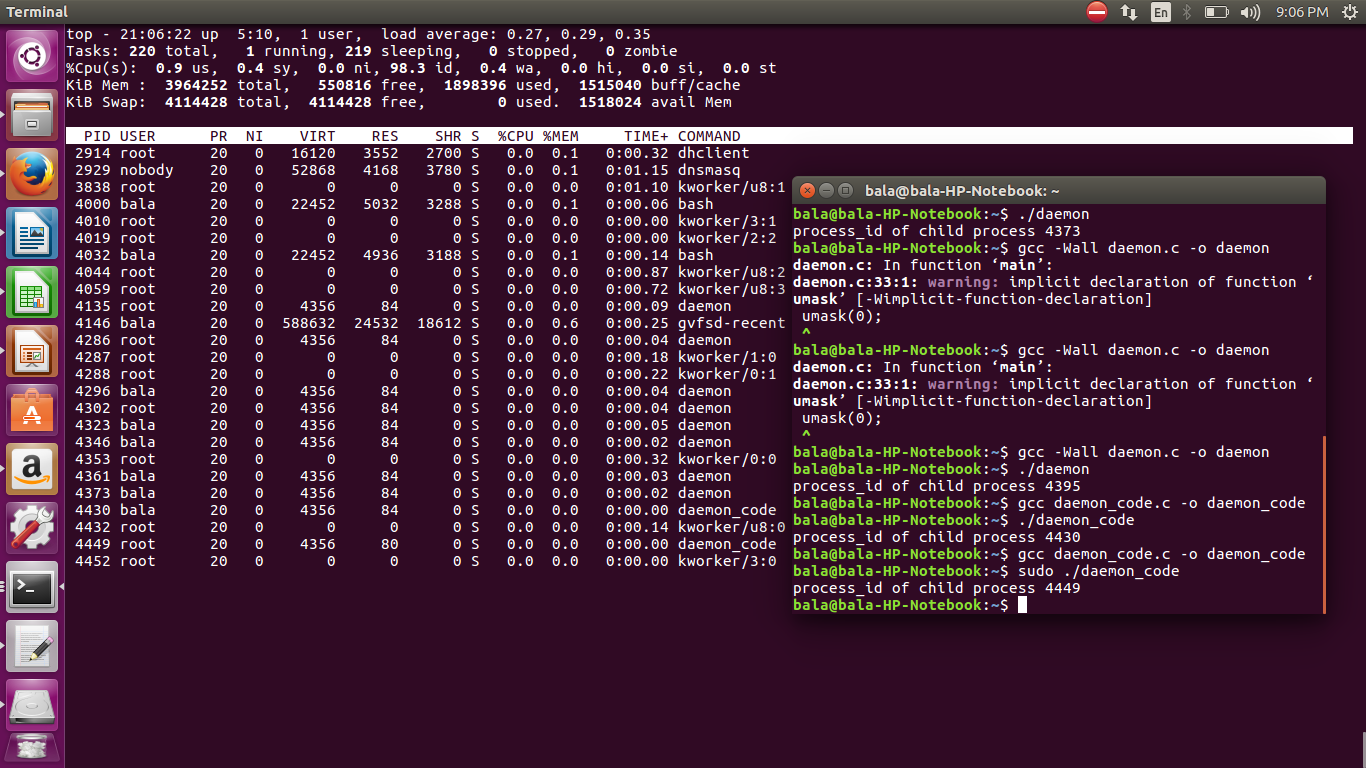 Terminal
En
9:06 PM
top - 21:06:22 up  5:10,  1 user,  load average: 0.27, 0.29, 0.35
Tasks: 220 total,   1 running, 219 sleeping,   0 stopped,   0 zombie
%Cpu(s):  0.9 us,  0.4 sy,  0.0 ni, 98.3 id,  0.4 wa,  0.0 hi,  0.0 si,  0.0 st
KiB Mem :  3964252 total,   550816 free,  1898396 used,  1515040 buff/cache
KiB Swap:  4114428 total,  4114428 free,        0 used.  1518024 avail Mem
PID USER      PR  NI    VIRT    RES    SHR S  %CPU %MEM     TIME+ COMMAND
2914 root      20   0   16120   3552   2700 S   0.0  0.1   0:00.32 dhclient
2929 nobody    20   0   52868   4168   3780 S   0.0  0.1   0:01.15 dnsmasq
3838 root      20   0       0      0      0 S   0.0  0.0   0:01.10 kworker/u8:1
4000 bala      20   0   22452   5032   3288 S   0.0  0.1   0:00.06 bash
4010 root      20   0       0      0      0 S   0.0  0.0   0:00.00 kworker/3:1
4019 root      20   0       0      0      0 S   0.0  0.0   0:00.00 kworker/2:2
4032 bala      20   0   22452   4936   3188 S   0.0  0.1   0:00.14 bash
4044 root      20   0       0      0      0 S   0.0  0.0   0:00.87 kworker/u8:2
4059 root      20   0       0      0      0 S   0.0  0.0   0:00.72 kworker/u8:3
4135 root      20   0    4356     84      0 S   0.0  0.0   0:00.09 daemon
4146 bala      20   0  588632  24532  18612 S   0.0  0.6   0:00.25 gvfsd-recent
4286 root      20   0    4356     84      0 S   0.0  0.0   0:00.04 daemon
4287 root      20   0       0      0      0 S   0.0  0.0   0:00.18 kworker/1:0
4288 root      20   0       0      0      0 S   0.0  0.0   0:00.22 kworker/0:1
4296 bala      20   0    4356     84      0 S   0.0  0.0   0:00.04 daemon
4302 root      20   0    4356     84      0 S   0.0  0.0   0:00.04 daemon
4323 bala      20   0    4356     84      0 S   0.0  0.0   0:00.05 daemon
4346 bala      20   0    4356     84      0 S   0.0  0.0   0:00.02 daemon
4353 root      20   0       0      0      0 S   0.0  0.0   0:00.32 kworker/0:0
4361 bala      20   0    4356     84      0 S   0.0  0.0   0:00.03 daemon
4373 bala      20   0    4356     84      0 S   0.0  0.0   0:00.02 daemon
4430 bala      20   0    4356     84      0 S   0.0  0.0   0:00.00 daemon_code
4432 root      20   0       0      0      0 S   0.0  0.0   0:00.14 kworker/u8:0
4449 root      20   0    4356     80      0 S   0.0  0.0   0:00.00 daemon_code
4452 root      20   0       0      0      0 S   0.0  0.0   0:00.00 kworker/3:0
bala@bala-HP-Notebook: ~
bala@bala-HP-Notebook:~$ ./daemon
process_id of child process 4373
bala@bala-HP-Notebook:~$ gcc -Wall daemon.c -o daemon
daemon.c: In function ‘main’:
daemon.c:33:1: warning: implicit declaration of function ‘
umask’ [-Wimplicit-function-declaration]
umask(0);
^
bala@bala-HP-Notebook:~$ gcc -Wall daemon.c -o daemon
daemon.c: In function ‘main’:
daemon.c:33:1: warning: implicit declaration of function ‘
umask’ [-Wimplicit-function-declaration]
umask(0);
^
bala@bala-HP-Notebook:~$ gcc -Wall daemon.c -o daemon
bala@bala-HP-Notebook:~$ ./daemon
process_id of child process 4395
bala@bala-HP-Notebook:~$ gcc daemon_code.c -o daemon_code
bala@bala-HP-Notebook:~$ ./daemon_code
process_id of child process 4430
bala@bala-HP-Notebook:~$ gcc daemon_code.c -o daemon_code
bala@bala-HP-Notebook:~$ sudo ./daemon_code
process_id of child process 4449
bala@bala-HP-Notebook:~$